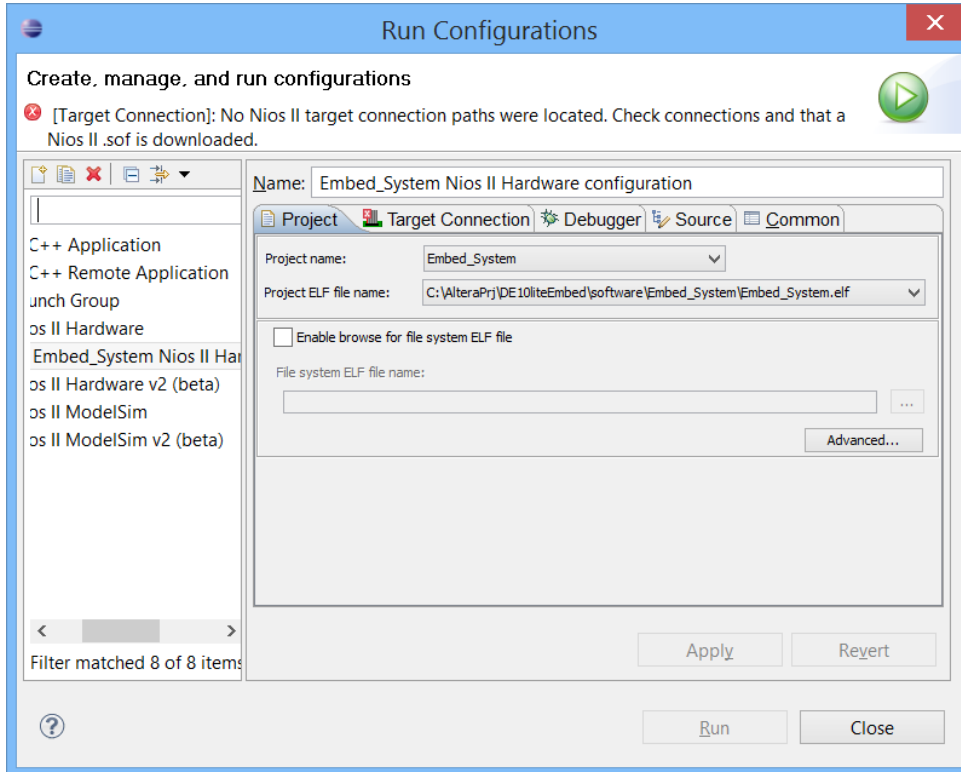 Run Configurations
Create, manage, and run configurations
[Target Connection]: No Nios II target connection paths were located. Check connections and that a
Nios II .sof is downloaded.
Name: Embed_System Nios II Hardware configuration
Project Target Connection Debugger Source Common
C++ Application
C++ Remote Application
unch Group
os II Hardware
Embed_System Nios II Har
os II Hardware v2 (beta)
os II ModelSim
os II ModelSim v2 (beta)
Filter matched 8 of 8 items
Project name: Embed_System
Project ELF file name: C:\AlteraPrj\DE10liteEmbed\software\Embed_System\Embed_System.elf
Enable browse for file system ELF file
File system ELF file name:
...
Advanced...
Apply Revert
? Run Close